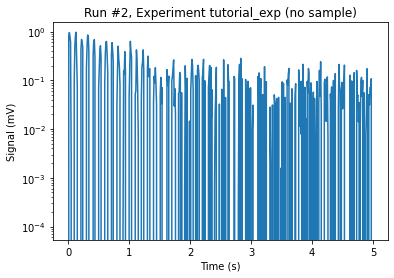 Run #2, Experiment tutorial_exp (no sample)
Signal (mV)
10⁰
10⁻¹
10⁻²
10⁻³
10⁻⁴
0 1 2 3 4 5
Time (s)